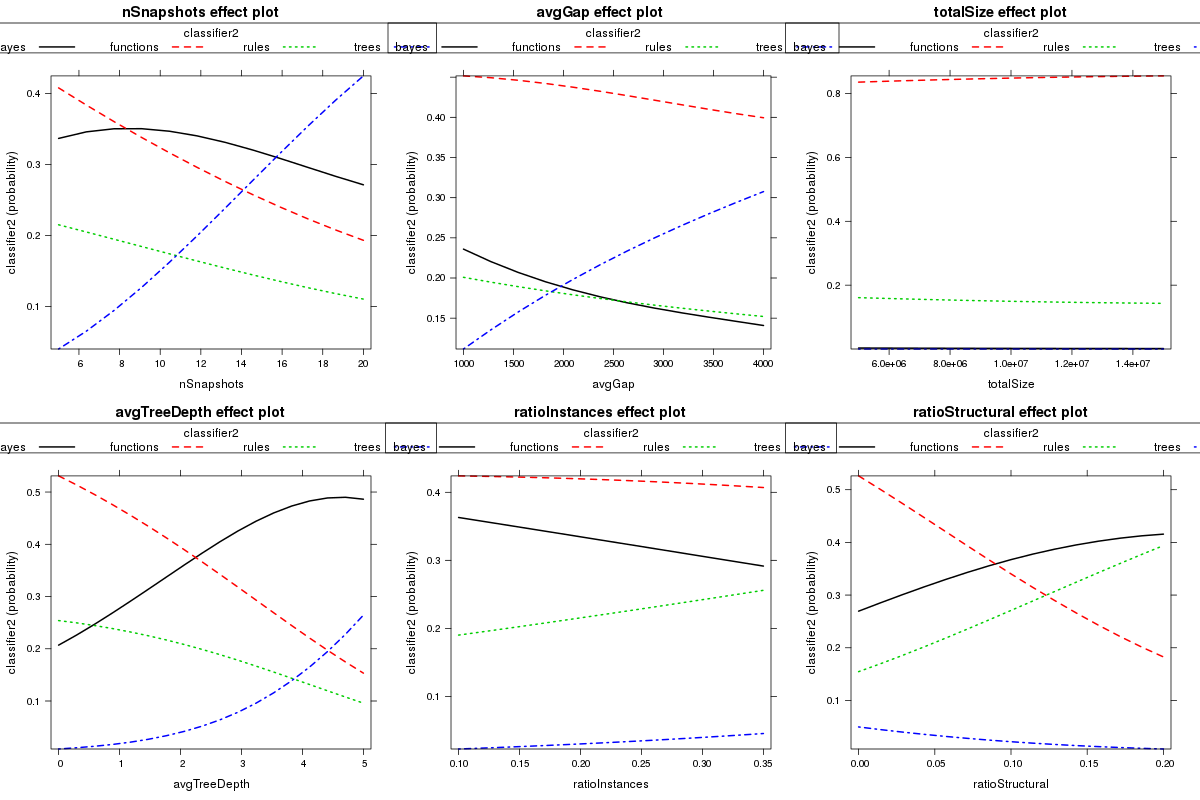 nSnapshots effect plot
classifier2
ayes functions rules trees
0.4
0.3
0.2
0.1
classifier2 (probability)
6 8 10 12 14 16 18 20
nSnapshots
avgGap effect plot
classifier2
bayes functions rules trees
0.40
0.35
0.30
0.25
0.20
0.15
classifier2 (probability)
1000 1500 2000 2500 3000 3500 4000
avgGap
totalSize effect plot
classifier2
bayes functions rules trees
0.8
0.6
0.4
0.2
classifier2 (probability)
6.0e+06 8.0e+06 1.0e+07 1.2e+07 1.4e+07
totalSize
avgTreeDepth effect plot
classifier2
ayes functions rules trees
0.5
0.4
0.3
0.2
0.1
classifier2 (probability)
0 1 2 3 4 5
avgTreeDepth
ratioInstances effect plot
classifier2
bayes functions rules trees
0.4
0.3
0.2
0.1
classifier2 (probability)
0.10 0.15 0.20 0.25 0.30 0.35
ratioInstances
ratioStructural effect plot
classifier2
bayes functions rules trees
0.5
0.4
0.3
0.2
0.1
classifier2 (probability)
0.00 0.05 0.10 0.15 0.20
ratioStructural